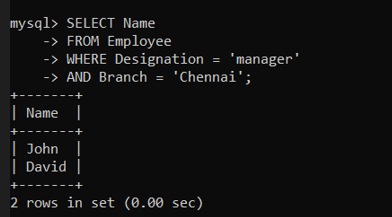 mysql> SELECT Name
    -> FROM Employee
    -> WHERE Designation = 'manager'
    -> AND Branch = 'Chennai';
+-------+
| Name  |
+-------+
| John  |
| David |
+-------+
2 rows in set (0.00 sec)